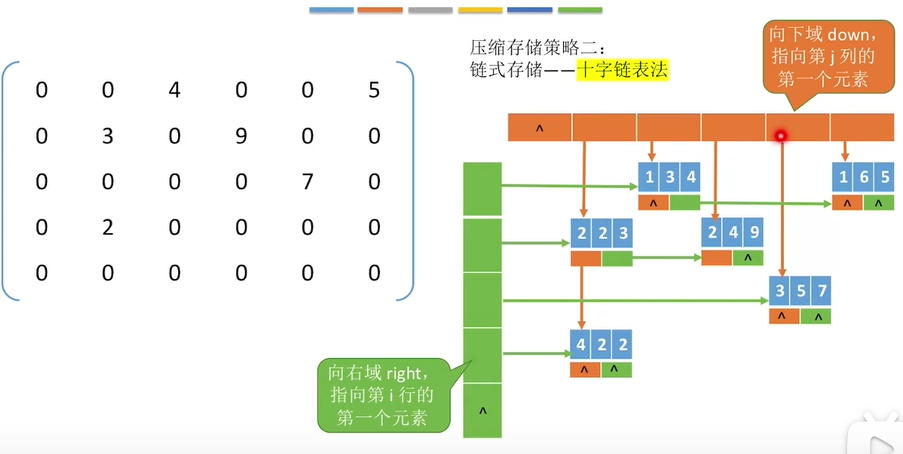 压缩存储策略二：
链式存储——十字链表法
向下域 down，
指向第 j 列的
第一个元素
0 0 4 0 0 5
0 3 0 9 0 0
0 0 0 0 7 0
0 2 0 0 0 0
0 0 0 0 0 0
^
1 3 4
^
1 6 5
^ ^
2 2 3
2 4 9
^
3 5 7
^ ^
4 2 2
^ ^
^
向右域 right，
指向第 i 行的
第一个元素